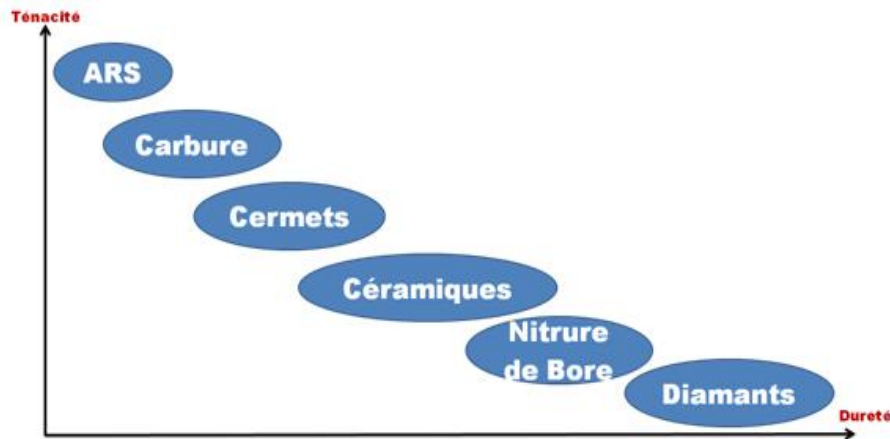 Ténacité
ARS
Carbure
Cermets
Céramiques
Nitrure
de Bore
Diamants
Dureté